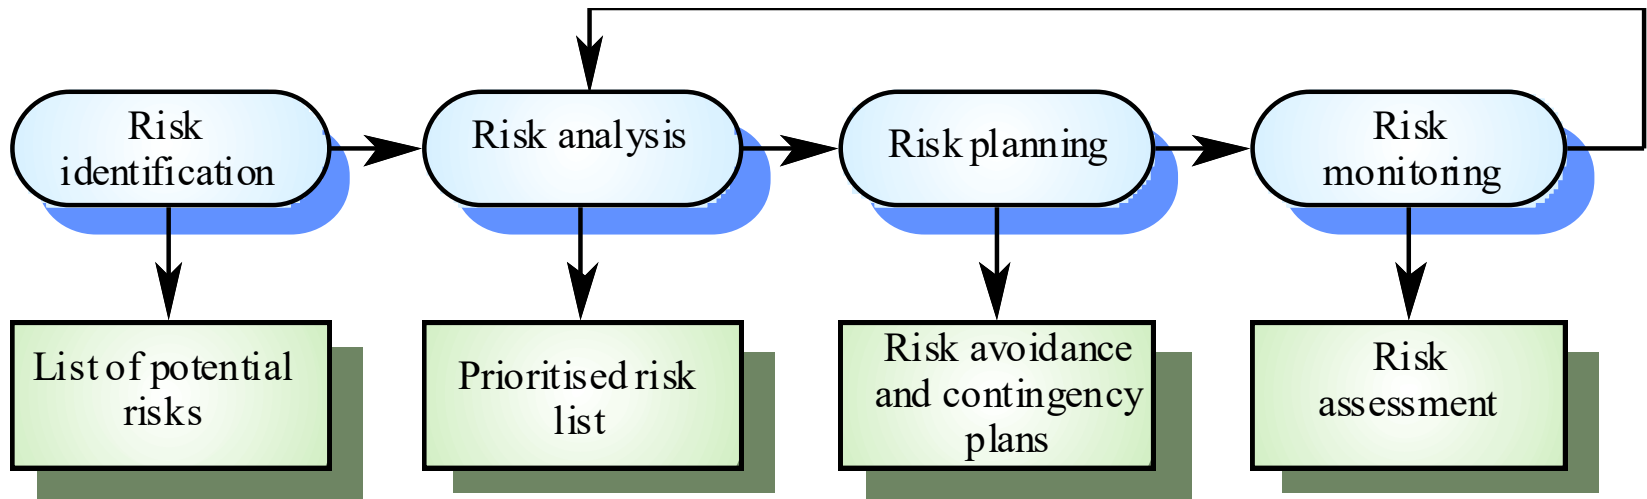 Risk
identification
Risk analysis
Risk planning
Risk
monitoring
List of potential
risks
Prioritised risk
list
Risk avoidance
and contingency
plans
Risk
assessment